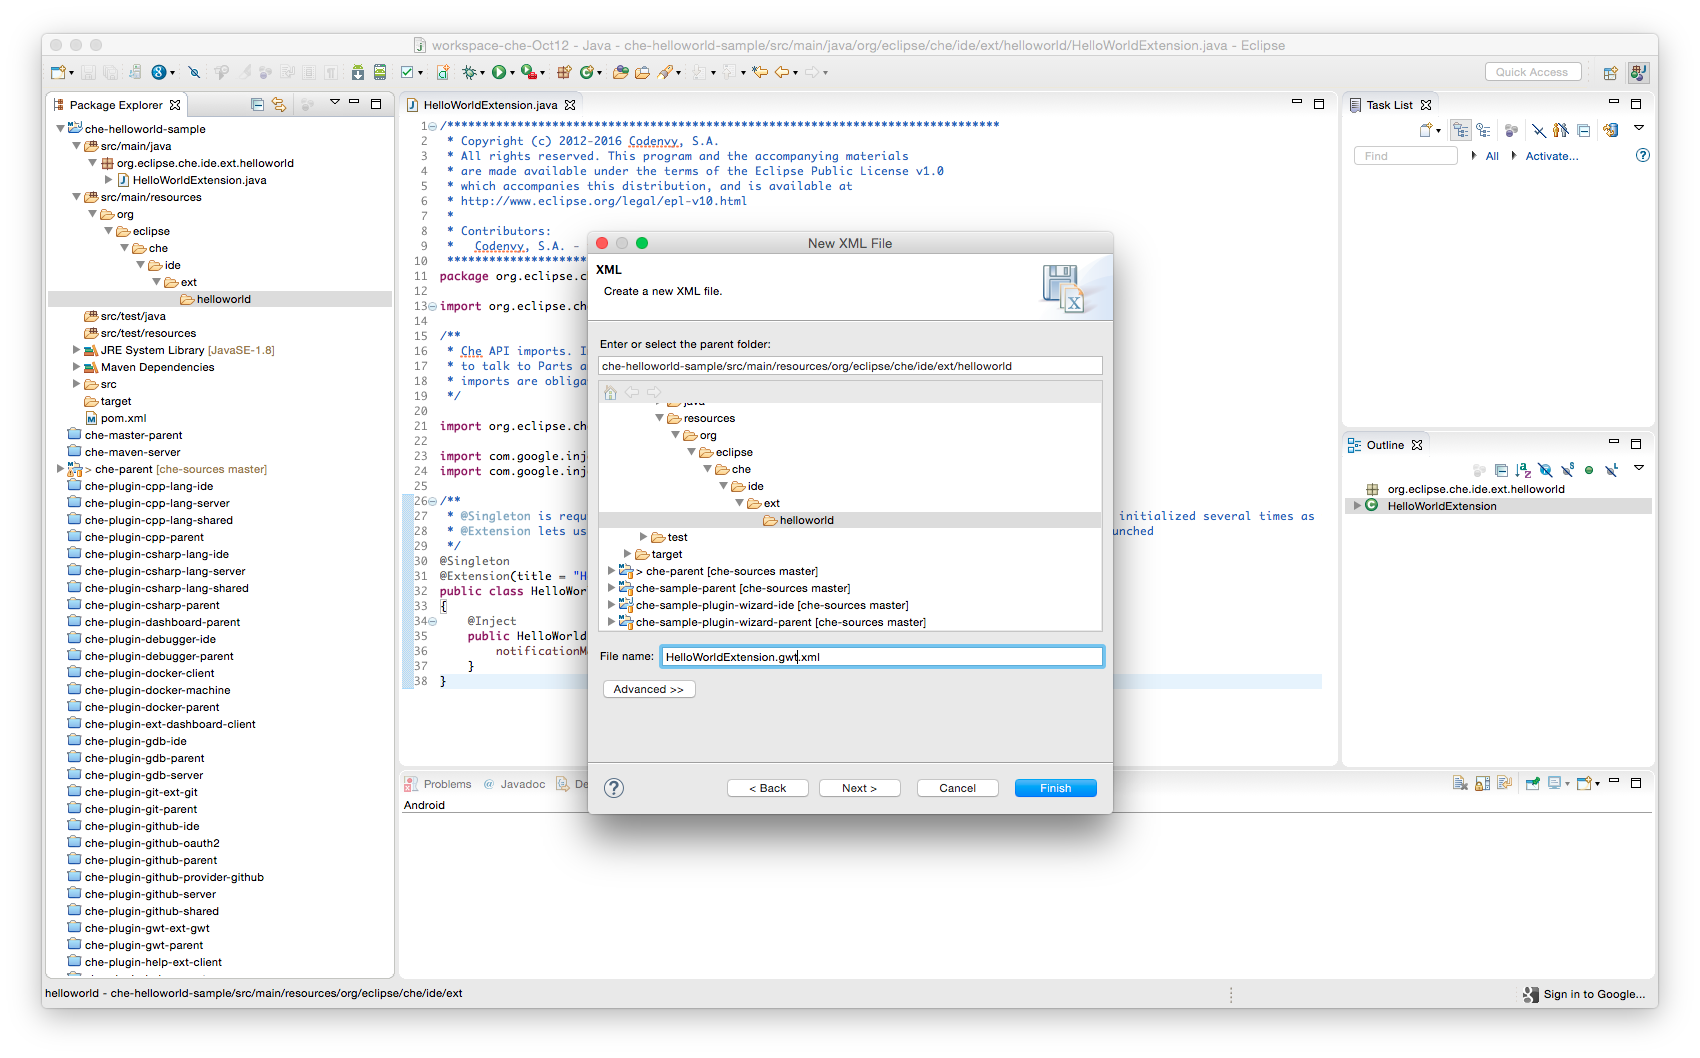 workspace-che-Oct12 - Java - che-helloworld-sample/src/main/java/org/eclipse/che/ide/ext/helloworld/HelloWorldExtension.java - Eclipse
Quick Access
Package Explorer
che-helloworld-sample
src/main/java
org.eclipse.che.ide.ext.helloworld
HelloWorldExtension.java
src/main/resources
org
eclipse
che
ide
ext
helloworld
src/test/java
src/test/resources
JRE System Library [JavaSE-1.8]
Maven Dependencies
src
target
pom.xml
che-master-parent
che-maven-server
> che-parent [che-sources master]
che-plugin-cpp-lang-ide
che-plugin-cpp-lang-server
che-plugin-cpp-lang-shared
che-plugin-cpp-parent
che-plugin-csharp-lang-ide
che-plugin-csharp-lang-server
che-plugin-csharp-lang-shared
che-plugin-csharp-parent
che-plugin-dashboard-parent
che-plugin-debugger-ide
che-plugin-debugger-parent
che-plugin-docker-client
che-plugin-docker-machine
che-plugin-docker-parent
che-plugin-ext-dashboard-client
che-plugin-gdb-ide
che-plugin-gdb-parent
che-plugin-gdb-server
che-plugin-git-ext-git
che-plugin-git-parent
che-plugin-github-ide
che-plugin-github-oauth2
che-plugin-github-parent
che-plugin-github-provider-github
che-plugin-github-server
che-plugin-github-shared
che-plugin-gwt-ext-gwt
che-plugin-gwt-parent
che-plugin-help-ext-client
HelloWorldExtension.java
1 /*******************************************************************************
2 * Copyright (c) 2012-2016 Codenvy, S.A.
3 * All rights reserved. This program and the accompanying materials
4 * are made available under the terms of the Eclipse Public License v1.0
5 * which accompanies this distribution, and is available at
6 * http://www.eclipse.org/legal/epl-v10.html
7 *
8 * Contributors:
9 * Codenvy, S.A. -
10 ********************
11 package org.eclipse.c
12
13 import org.eclipse.ch
14
15 /**
16 * Che API imports. I
17 * to talk to Parts a
18 * imports are obliga
19 */
20
21 import org.eclipse.ch
22
23 import com.google.inj
24 import com.google.inj
25
26 /**
27 * @Singleton is requ initialized several times as
28 * @Extension lets us unched
29 */
30 @Singleton
31 @Extension(title = "H
32 public class HelloWor
33 {
34 @Inject
35 public HelloWorld
36 notificationM
37 }
38 }
New XML File
XML
Create a new XML file.
Enter or select the parent folder:
che-helloworld-sample/src/main/resources/org/eclipse/che/ide/ext/helloworld
java
resources
org
eclipse
che
ide
ext
helloworld
test
target
> che-parent [che-sources master]
che-sample-parent [che-sources master]
che-sample-plugin-wizard-ide [che-sources master]
che-sample-plugin-wizard-parent [che-sources master]
File name: HelloWorldExtension.gwt.xml
Advanced >>
< Back
Next >
Cancel
Finish
Task List
Find
All
Activate...
Outline
org.eclipse.che.ide.ext.helloworld
HelloWorldExtension
Problems
@ Javadoc
De
Android
helloworld - che-helloworld-sample/src/main/resources/org/eclipse/che/ide/ext
Sign in to Google...